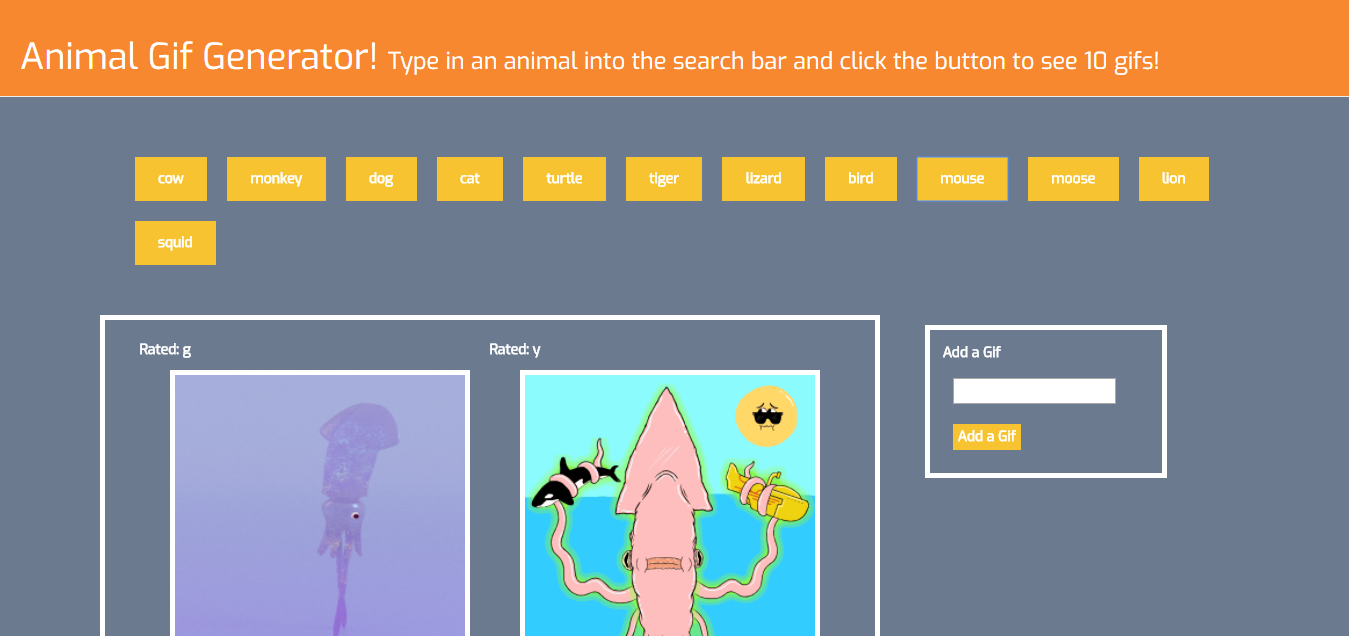 Animal Gif Generator! Type in an animal into the search bar and click the button to see 10 gifs!
cow monkey dog cat turtle tiger lizard bird mouse moose lion
squid
Rated: g Rated: y
Add a Gif
Add a Gif